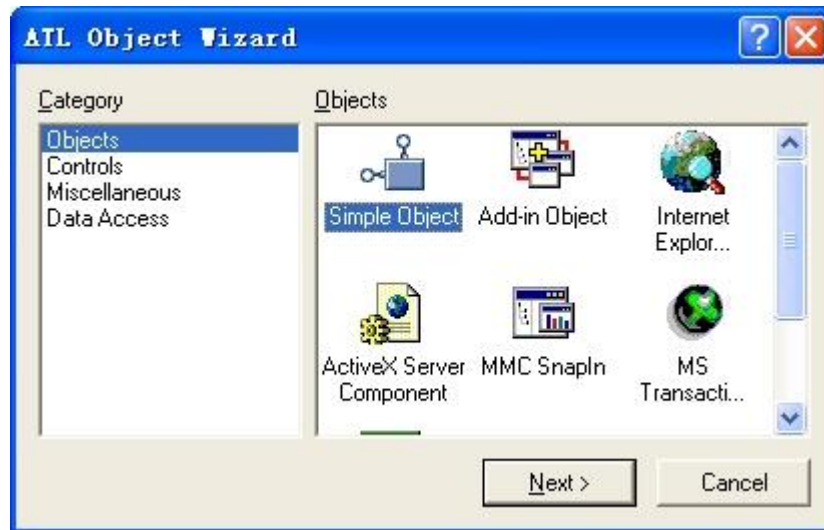 ATL Object Wizard
Category
Objects
Objects
Controls
Miscellaneous
Data Access
Simple Object
Add-in Object
Internet
Explor...
ActiveX Server
Component
MMC SnapIn
MS
Transacti...
Next >
Cancel